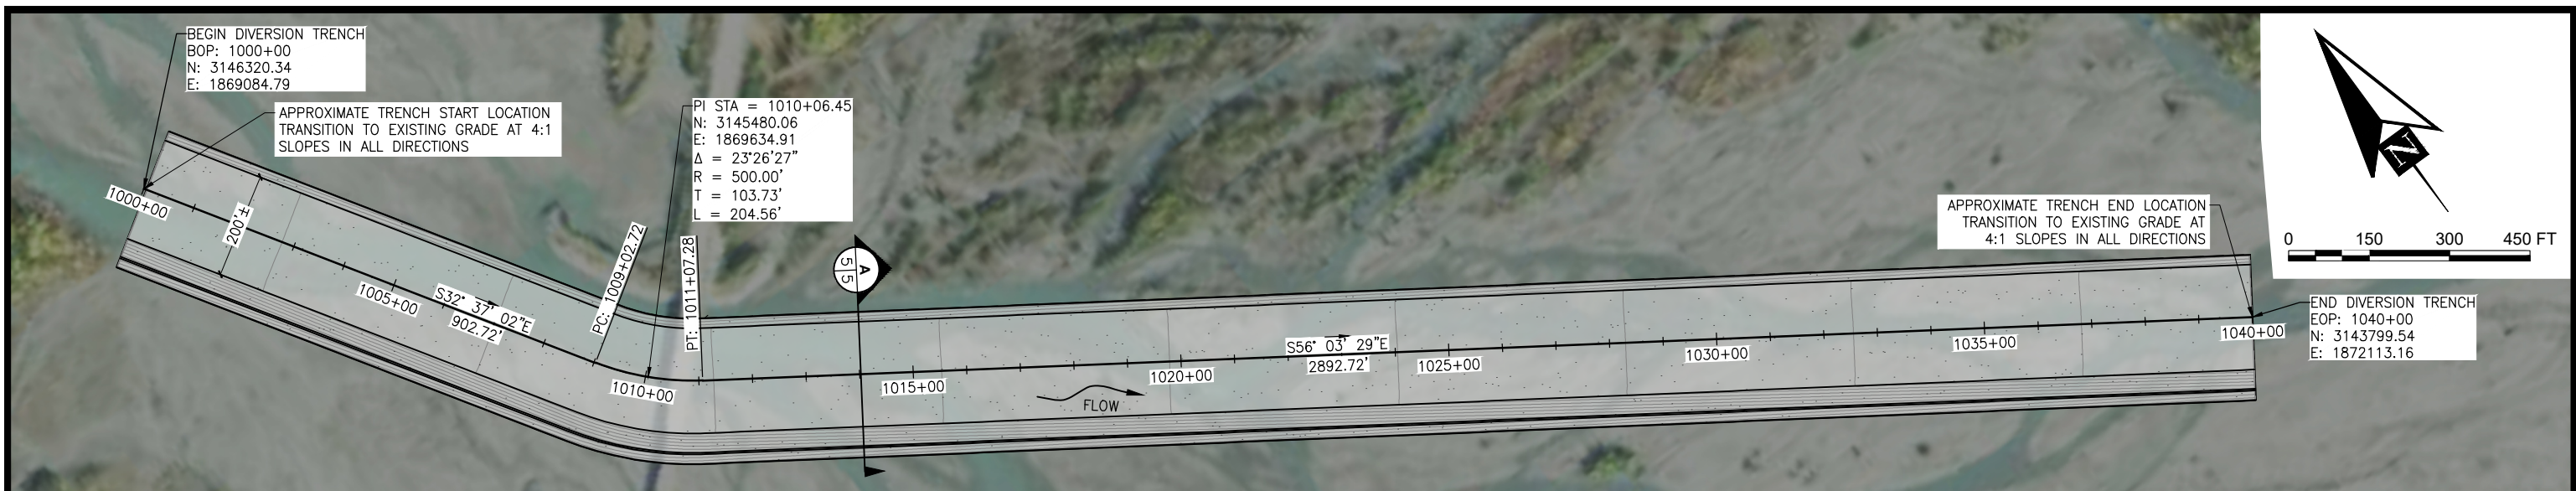 BEGIN DIVERSION TRENCH
BOP: 1000+00
N: 3146320.34
E: 1869084.79
APPROXIMATE TRENCH START LOCATION
TRANSITION TO EXISTING GRADE AT 4:1
SLOPES IN ALL DIRECTIONS
1000+00
200'±
1005+00
S32° 37' 02"E
902.72'
PC: 1009+02.72
1010+00
PI STA = 1010+06.45
N: 3145480.06
E: 1869634.91
Δ = 23°26'27"
R = 500.00'
T = 103.73'
L = 204.56'
PT: 1011+07.28
A
5 5
1015+00
FLOW
1020+00
S56° 03' 29"E
2892.72'
1025+00
1030+00
1035+00
APPROXIMATE TRENCH END LOCATION
TRANSITION TO EXISTING GRADE AT
4:1 SLOPES IN ALL DIRECTIONS
1040+00
END DIVERSION TRENCH
EOP: 1040+00
N: 3143799.54
E: 1872113.16
N
0 150 300 450 FT